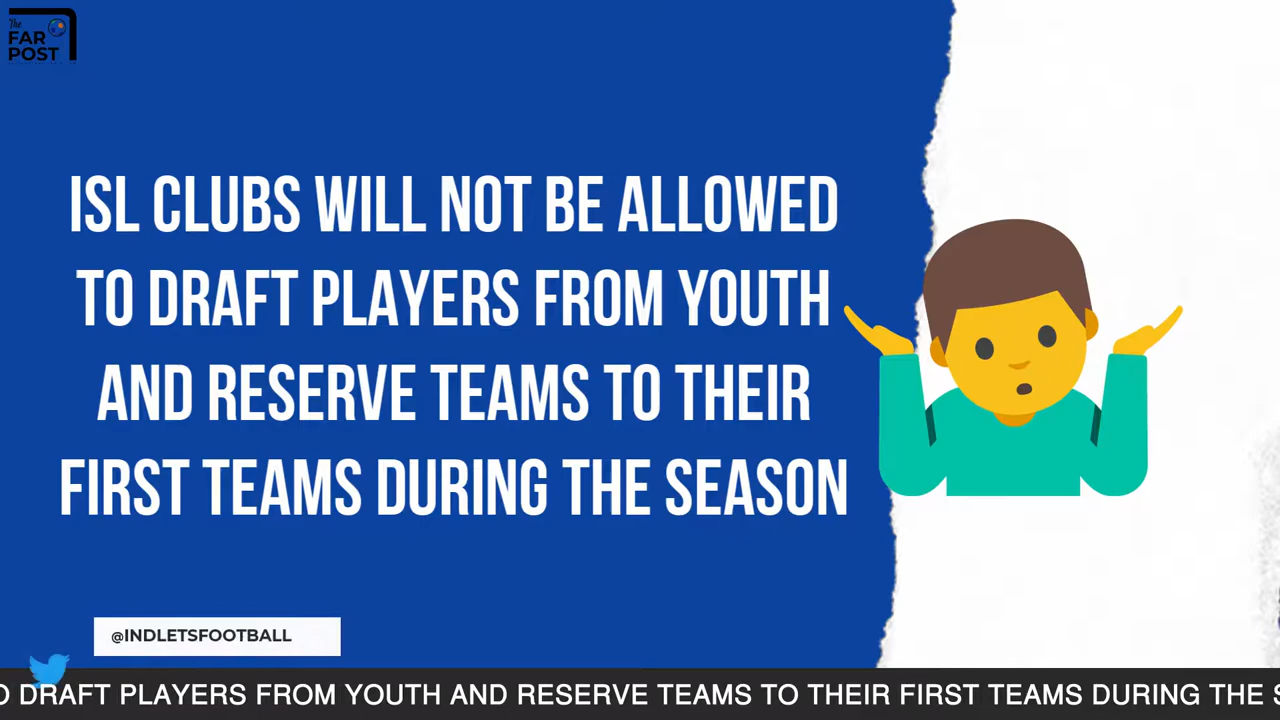 The
FAR
POST
ISL CLUBS WILL NOT BE ALLOWED
TO DRAFT PLAYERS FROM YOUTH
AND RESERVE TEAMS TO THEIR
FIRST TEAMS DURING THE SEASON
@INDLETSFOOTBALL
O DRAFT PLAYERS FROM YOUTH AND RESERVE TEAMS TO THEIR FIRST TEAMS DURING THE S